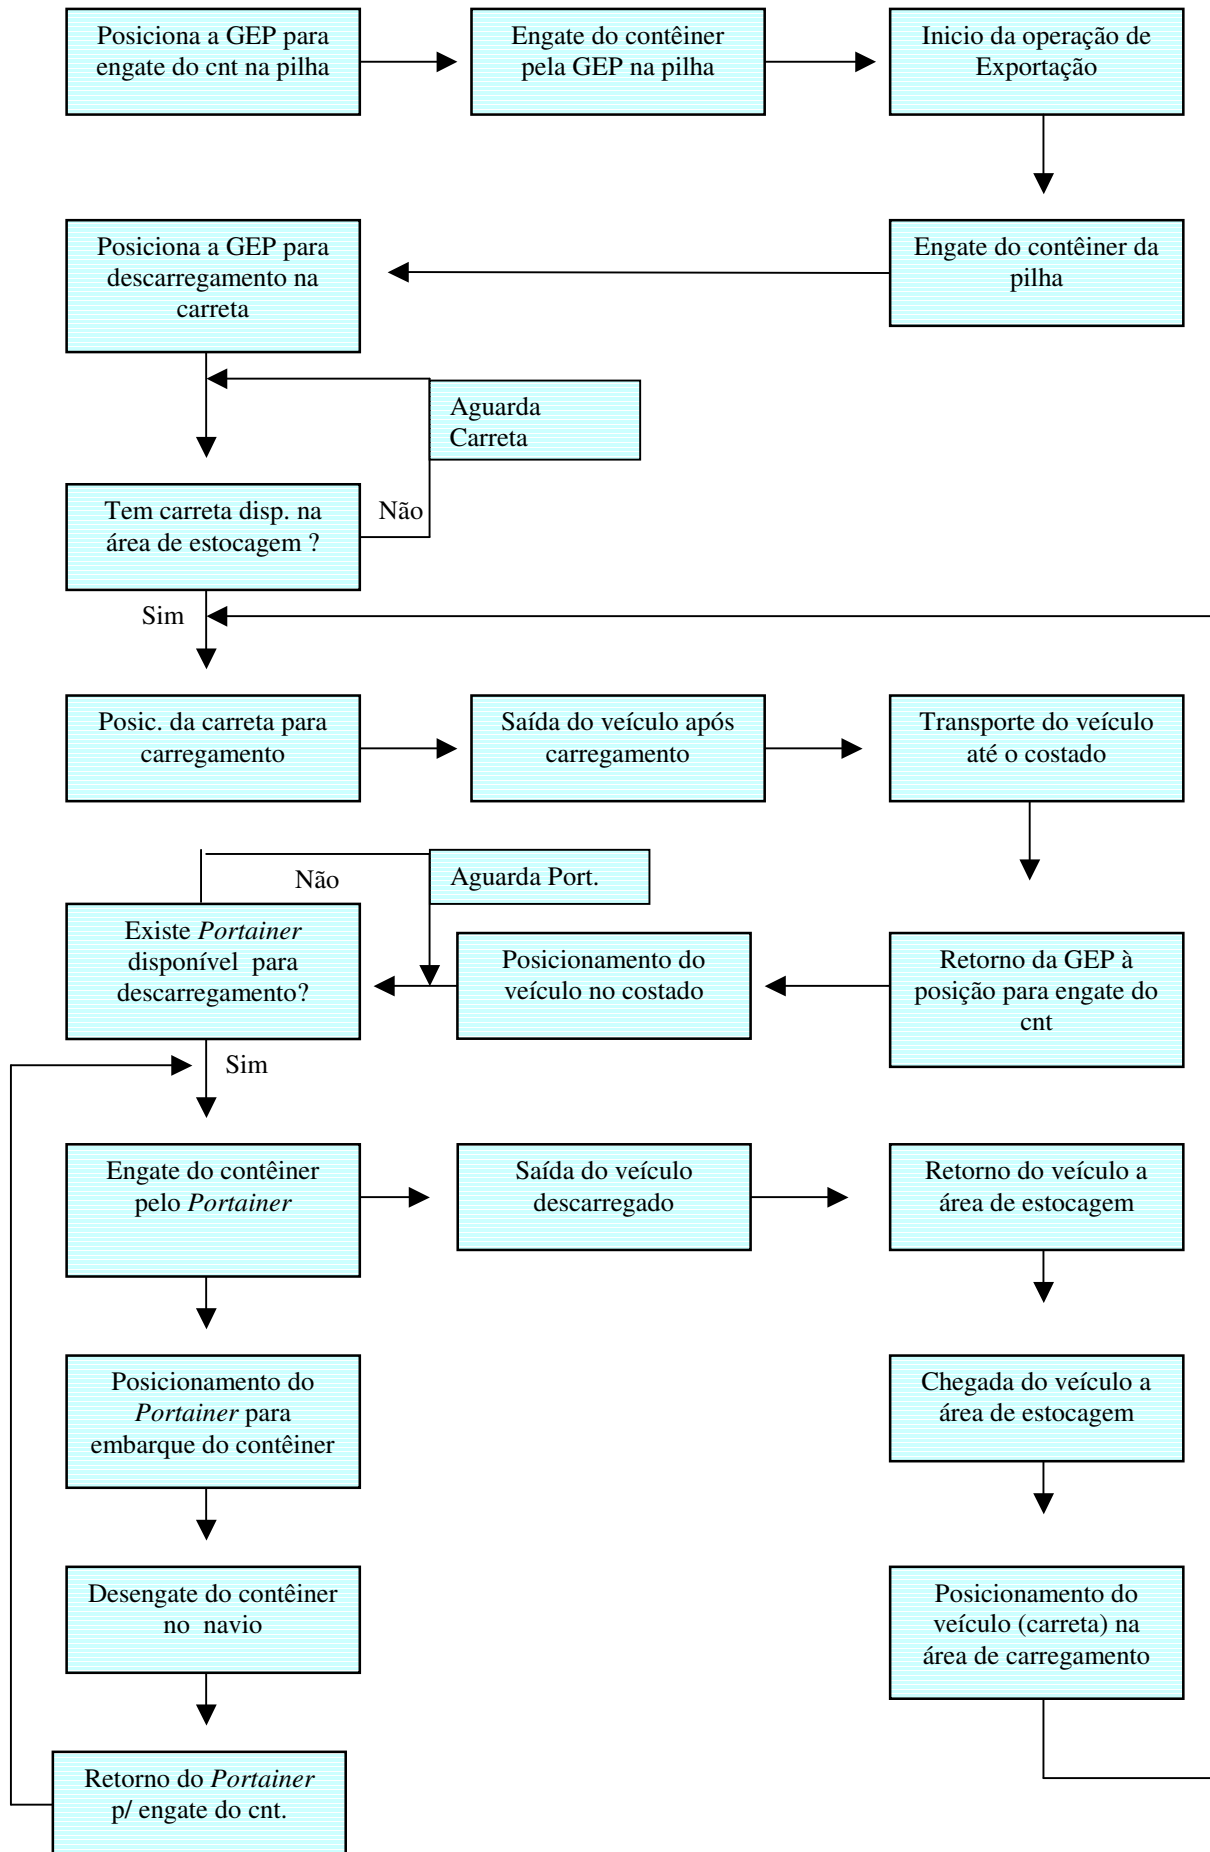 Posiciona a GEP para
engate do cnt na pilha
Engate do contêiner
pela GEP na pilha
Inicio da operação de
Exportação
Posiciona a GEP para
descarregamento na
carreta
Engate do contêiner da
pilha
Aguarda
Carreta
Tem carreta disp. na
área de estocagem ?
Não
Sim
Posic. da carreta para
carregamento
Saída do veículo após
carregamento
Transporte do veículo
até o costado
Não
Aguarda Port.
Existe Portainer
disponível para
descarregamento?
Posicionamento do
veículo no costado
Retorno da GEP à
posição para engate do
cnt
Sim
Engate do contêiner
pelo Portainer
Saída do veículo
descarregado
Retorno do veículo a
área de estocagem
Posicionamento do
Portainer para
embarque do contêiner
Chegada do veículo a
área de estocagem
Desengate do contêiner
no navio
Posicionamento do
veículo (carreta) na
área de carregamento
Retorno do Portainer
p/ engate do cnt.